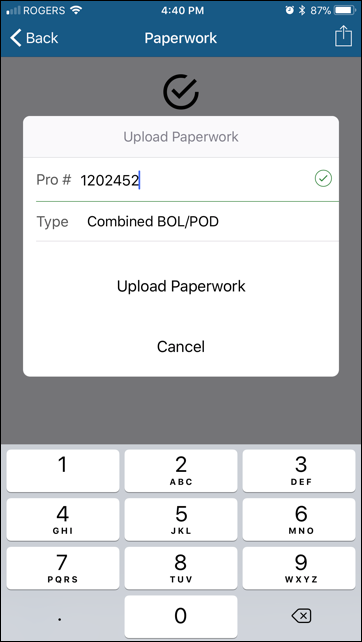 ROGERS 4:40 PM 87%
Back Paperwork
Upload Paperwork
Pro # 1202452
Type Combined BOL/POD
Upload Paperwork
Cancel
1 2 3
ABC DEF
4 5 6
GHI JKL MNO
7 8 9
PQRS TUV WXYZ
. 0